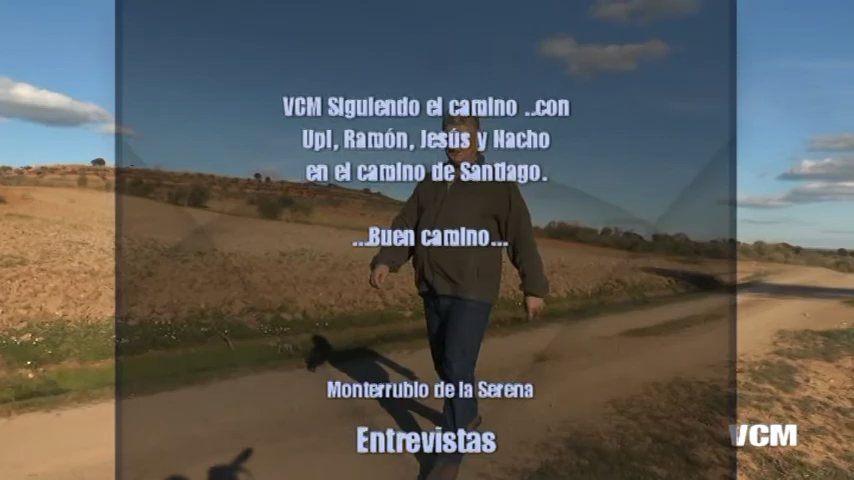 VCM Siguiendo el camino ..con
Upi, Ramón, Jesús y Nacho
en el camino de Santiago.
...Buen camino...
Monterrubio de la Serena
Entrevistas
VCM